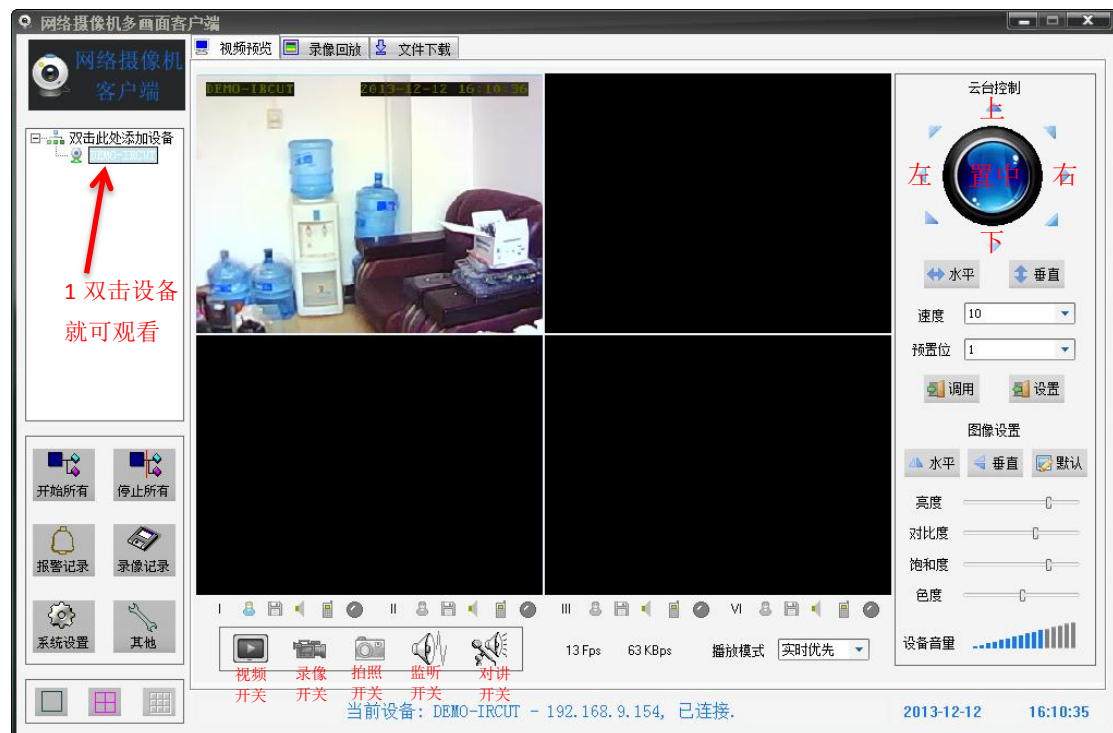 网络摄像机多画面客户端
网络摄像机
客户端
视频预览
录像回放
文件下载
双击此处添加设备
DEMO-IRCUT
1 双击设备
就可观看
DEMO-IRCUT
2013-12-12 16:10:36
云台控制
上
左
置中
右
下
水平
垂直
速度
10
预置位
1
调用
设置
图像设置
水平
垂直
默认
亮度
对比度
饱和度
色度
设备音量
开始所有
停止所有
报警记录
录像记录
系统设置
其他
I
II
III
VI
视频
开关
录像
开关
拍照
开关
监听
开关
对讲
开关
13 Fps
63 KBps
播放模式
实时优先
当前设备: DEMO-IRCUT - 192.168.9.154, 已连接.
2013-12-12
16:10:35